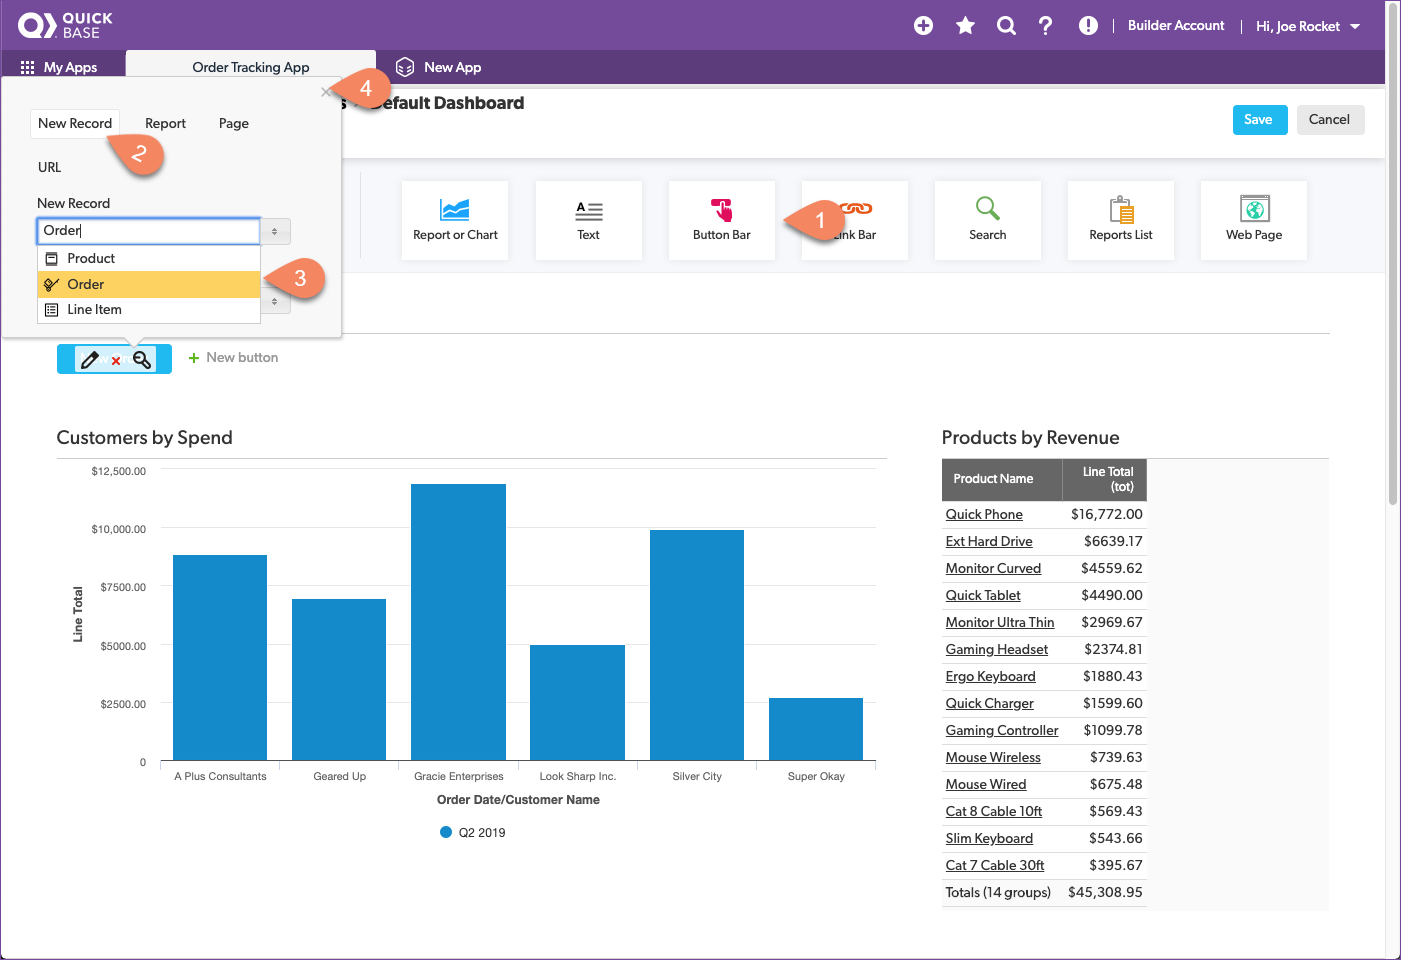 QUICK
BASE
Builder Account
Hi, Joe Rocket
My Apps
Order Tracking App
New App
4
s
efault Dashboard
Save
Cancel
New Record
Report
Page
2
URL
New Record
Order
Product
Order
Line Item
3
Report or Chart
A
Text
Button Bar
1
nk Bar
Search
Reports List
Web Page
New button
Customers by Spend
$12,500.00
$10,000.00
$7500.00
$5000.00
$2500.00
0
Line Total
A Plus Consultants
Geared Up
Gracie Enterprises
Look Sharp Inc.
Silver City
Super Okay
Order Date/Customer Name
Q2 2019
Products by Revenue
Product Name
Line Total
(tot)
Quick Phone $16,772.00
Ext Hard Drive $6639.17
Monitor Curved $4559.62
Quick Tablet $4490.00
Monitor Ultra Thin $2969.67
Gaming Headset $2374.81
Ergo Keyboard $1880.43
Quick Charger $1599.60
Gaming Controller $1099.78
Mouse Wireless $739.63
Mouse Wired $675.48
Cat 8 Cable 10ft $569.43
Slim Keyboard $543.66
Cat 7 Cable 30ft $395.67
Totals (14 groups) $45,308.95